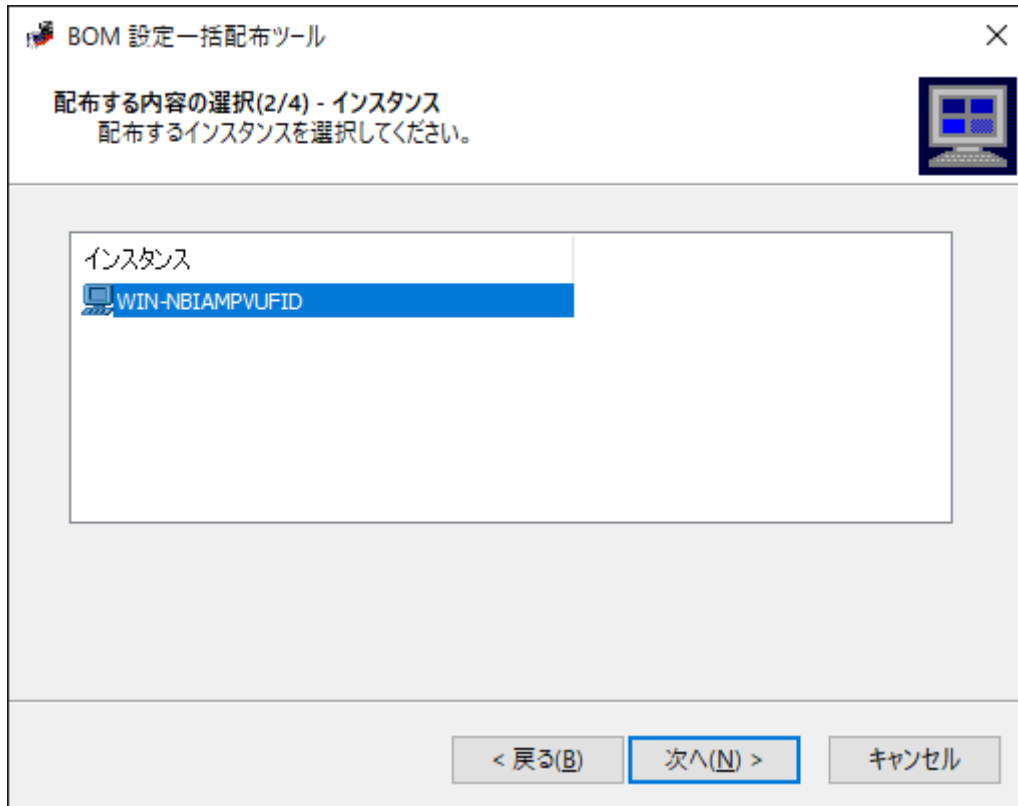 BOM 設定一括配布ツール
配布する内容の選択(2/4) - インスタンス
配布するインスタンスを選択してください。
インスタンス
WIN-NBIAMPVUFID
< 戻る(B)
次へ(N) >
キャンセル